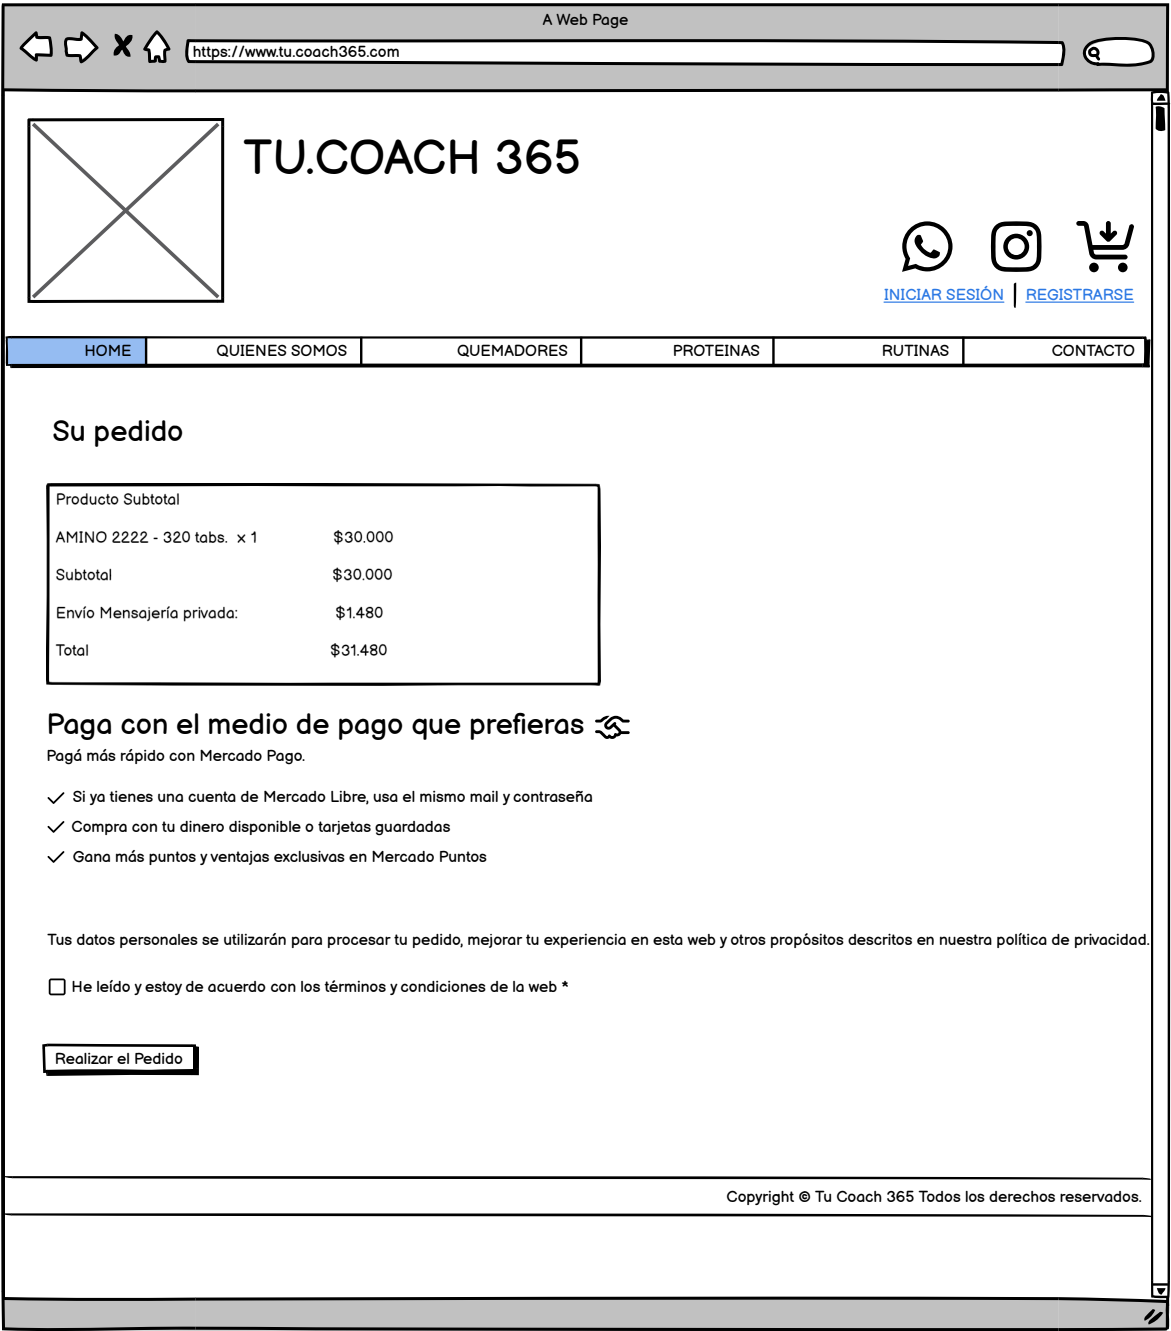 A Web Page
https://www.tu.coach365.com
TU.COACH 365
INICIAR SESIÓN | REGISTRARSE
HOME QUIENES SOMOS QUEMADORES PROTEINAS RUTINAS CONTACTO
Su pedido
Producto Subtotal
AMINO 2222 - 320 tabs. x 1 $30.000
Subtotal $30.000
Envío Mensajería privada: $1.480
Total $31.480
Paga con el medio de pago que prefieras
Pagá más rápido con Mercado Pago.
Si ya tienes una cuenta de Mercado Libre, usa el mismo mail y contraseña
Compra con tu dinero disponible o tarjetas guardadas
Gana más puntos y ventajas exclusivas en Mercado Puntos
Tus datos personales se utilizarán para procesar tu pedido, mejorar tu experiencia en esta web y otros propósitos descritos en nuestra política de privacidad.
He leído y estoy de acuerdo con los términos y condiciones de la web *
Realizar el Pedido
Copyright © Tu Coach 365 Todos los derechos reservados.